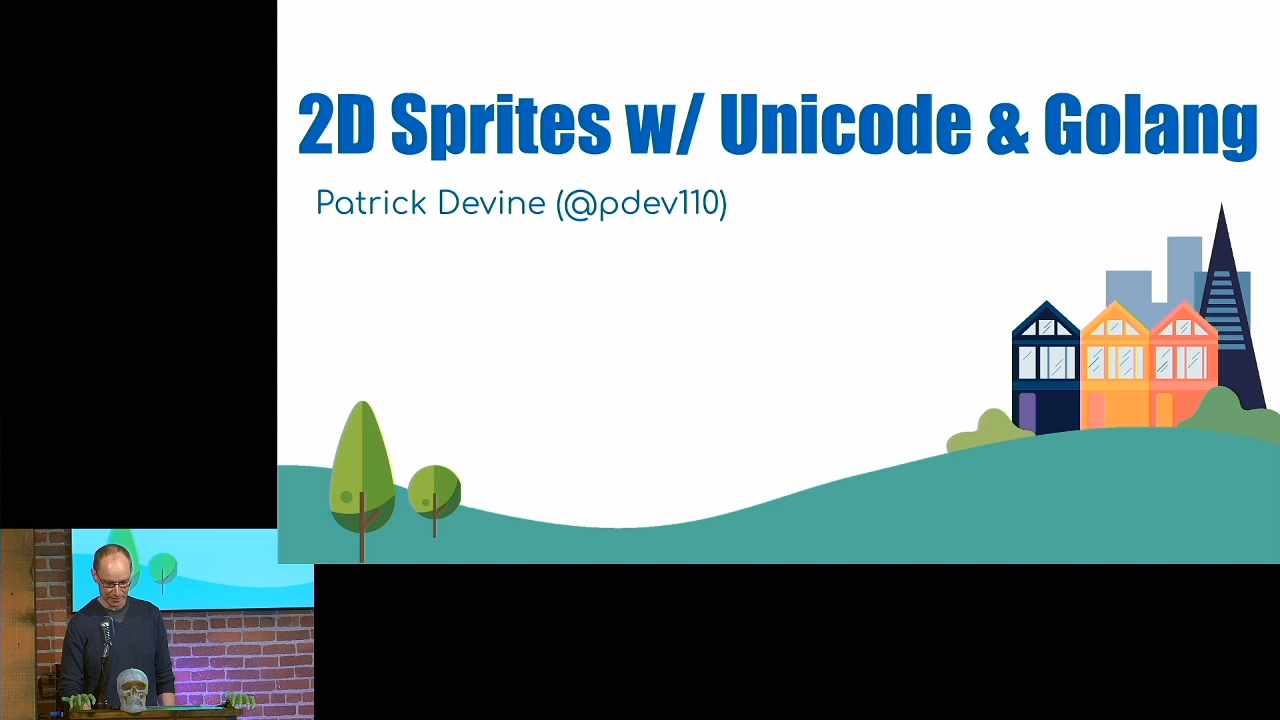 2D Sprites w/ Unicode & Golang
Patrick Devine (@pdev110)